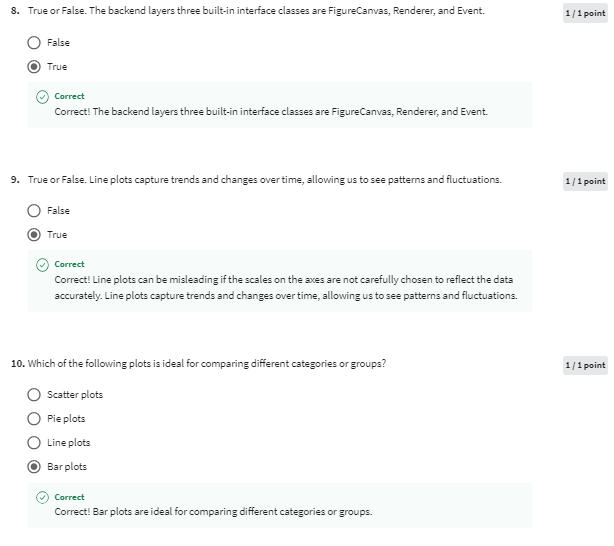 8. True or False. The backend layers three built-in interface classes are FigureCanvas, Renderer, and Event.
1 / 1 point
False
True
Correct
Correct! The backend layers three built-in interface classes are FigureCanvas, Renderer, and Event.
9. True or False. Line plots capture trends and changes over time, allowing us to see patterns and fluctuations.
1 / 1 point
False
True
Correct
Correct! Line plots can be misleading if the scales on the axes are not carefully chosen to reflect the data
accurately. Line plots capture trends and changes over time, allowing us to see patterns and fluctuations.
10. Which of the following plots is ideal for comparing different categories or groups?
1 / 1 point
Scatter plots
Pie plots
Line plots
Bar plots
Correct
Correct! Bar plots are ideal for comparing different categories or groups.